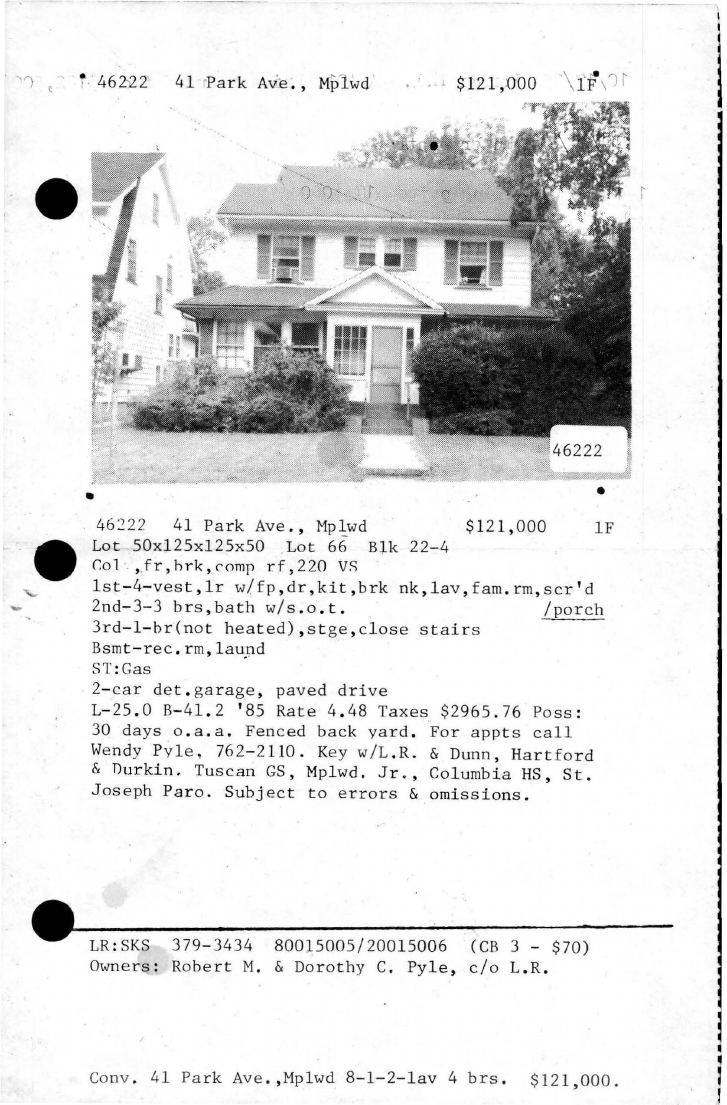 46222 41 Park Ave., Mplwd $121,000 1F
46222
46222 41 Park Ave., Mplwd $121,000 1F
Lot 50x125x125x50 Lot 66 Blk 22-4
Col.,fr,brk,comp rf,220 VS
1st-4-vest,lr w/fp,dr,kit,brk nk,lav,fam.rm,scr'd
2nd-3-3 brs,bath w/s.o.t. /porch
3rd-1-br(not heated),stge,close stairs
Bsmt-rec.rm,laund
ST:Gas
2-car det.garage, paved drive
L-25.0 B-41.2 '85 Rate 4.48 Taxes $2965.76 Poss:
30 days o.a.a. Fenced back yard. For appts call
Wendy Pyle, 762-2110. Key w/L.R. & Dunn, Hartford
& Durkin. Tuscan GS, Mplwd. Jr., Columbia HS, St.
Joseph Paro. Subject to errors & omissions.
LR:SKS 379-3434 80015005/20015006 (CB 3 - $70)
Owners: Robert M. & Dorothy C. Pyle, c/o L.R.
Conv. 41 Park Ave.,Mplwd 8-1-2-lav 4 brs. $121,000.